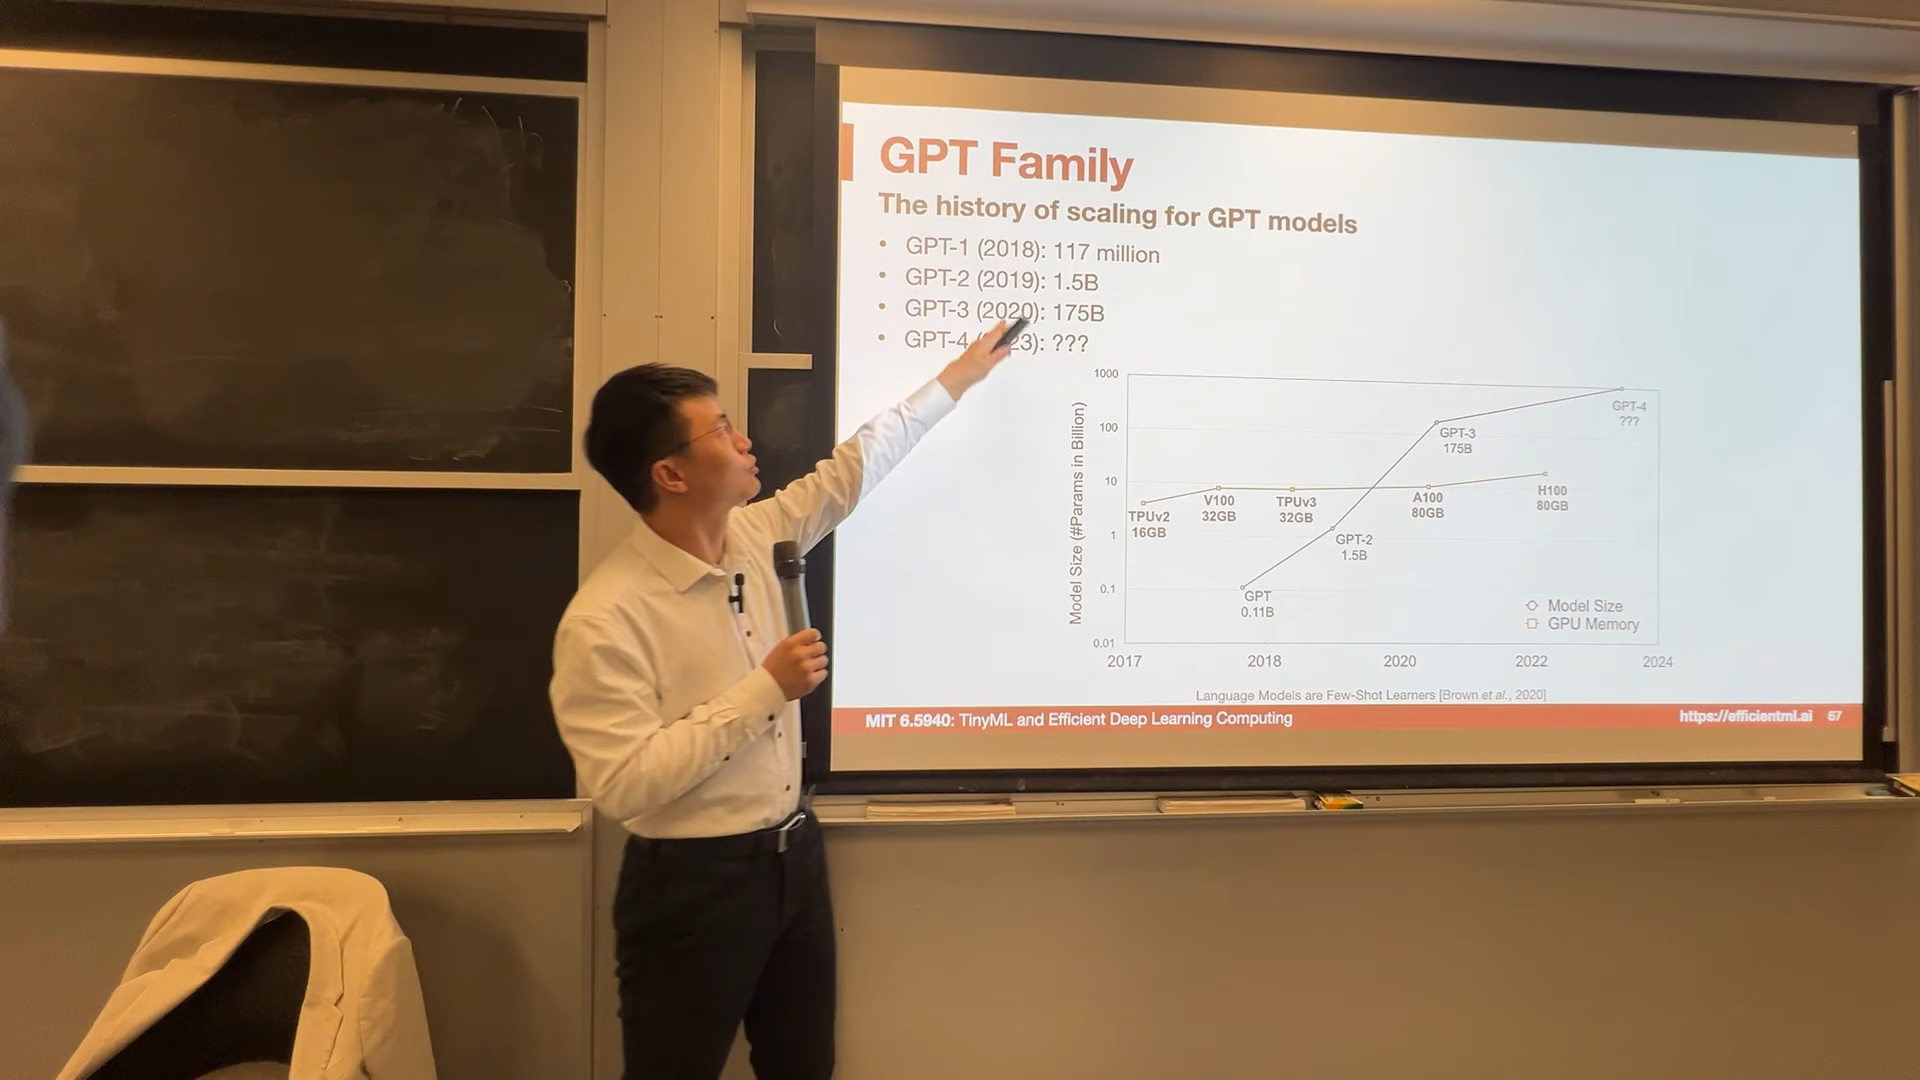 GPT Family
The history of scaling for GPT models
• GPT-1 (2018): 117 million
• GPT-2 (2019): 1.5B
• GPT-3 (2020): 175B
• GPT-4 23): ???
Model Size (#Params in Billion)
1000
100
10
1
0.1
0.01
2017
2018
2020
2022
2024
TPUv2
16GB
V100
32GB
TPUv3
32GB
A100
80GB
H100
80GB
GPT
0.11B
GPT-2
1.5B
GPT-3
175B
GPT-4
???
Model Size
GPU Memory
Language Models are Few-Shot Learners [Brown et al., 2020]
MIT 6.5940: TinyML and Efficient Deep Learning Computing
https://efficientml.ai
67